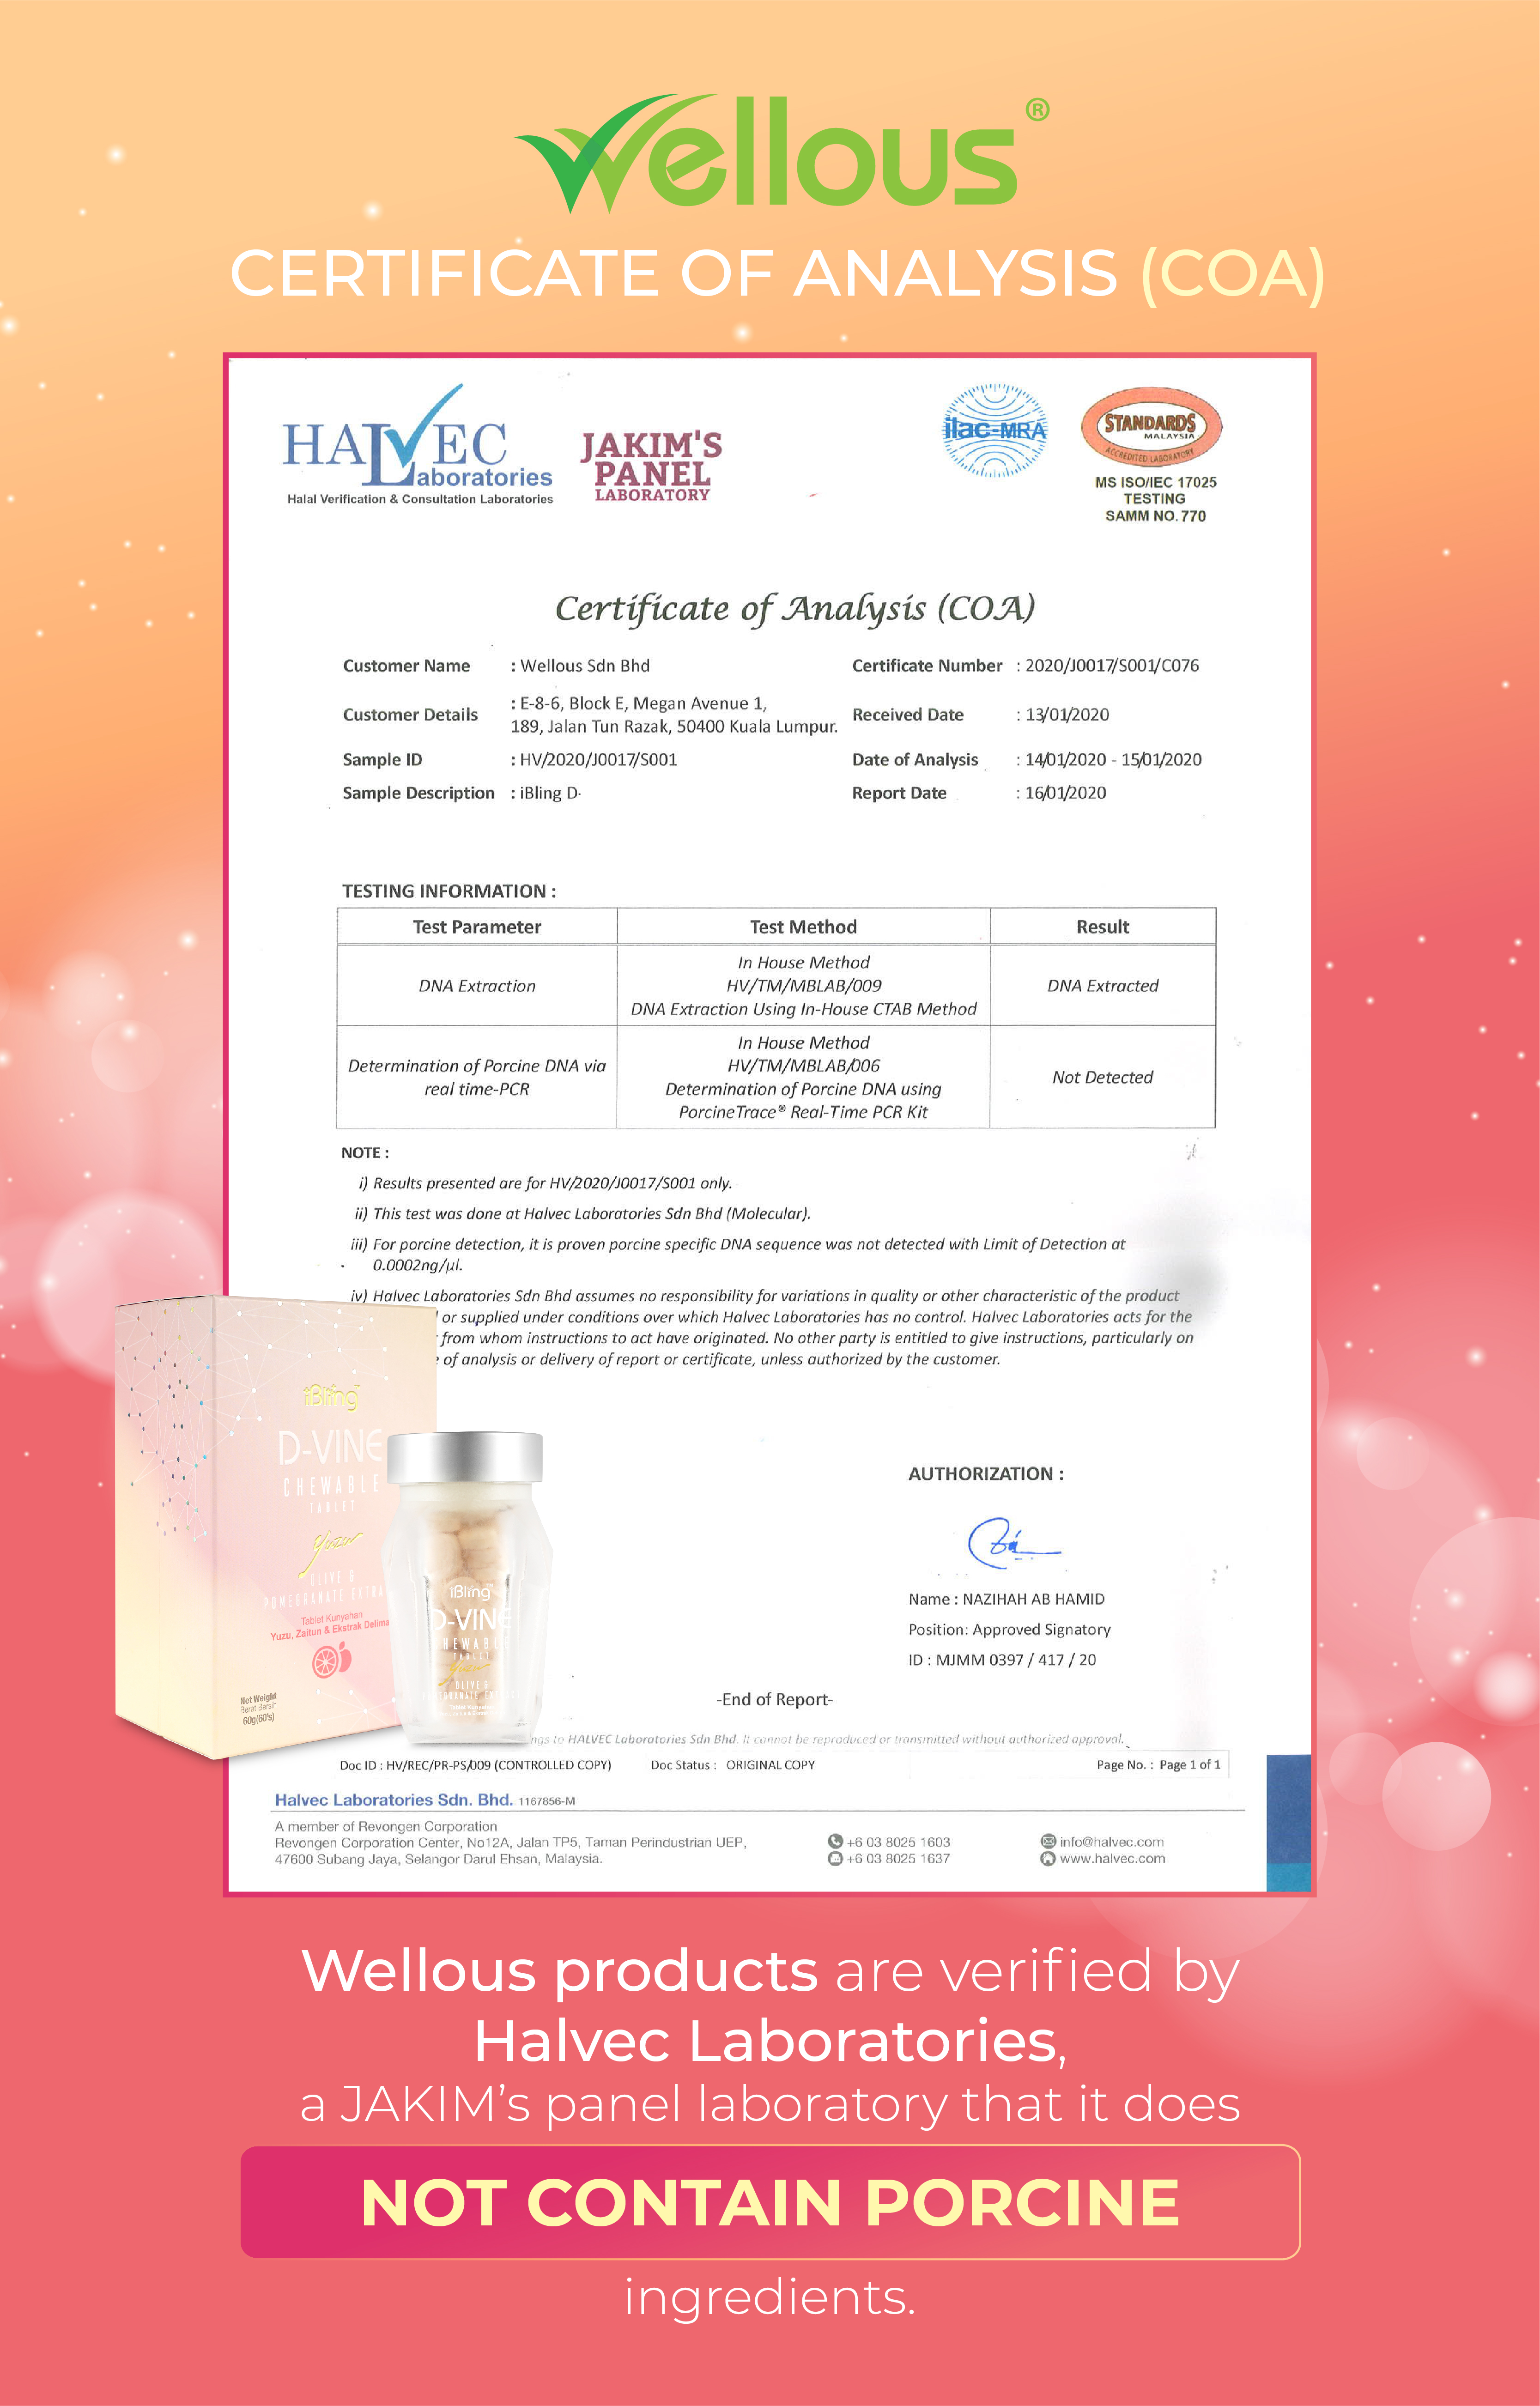 Wellous®
CERTIFICATE OF ANALYSIS (COA)
HALVEC
Laboratories
Halal Verification & Consultation Laboratories
JAKIM'S
PANEL
LABORATORY
ilac-MRA
STANDARDS
MALAYSIA
ACCREDITED LABORATORY
MS ISO/IEC 17025
TESTING
SAMM NO. 770
Certificate of Analysis (COA)
Customer Name : Wellous Sdn Bhd
Certificate Number : 2020/J0017/S001/C076
Customer Details : E-8-6, Block E, Megan Avenue 1,
189, Jalan Tun Razak, 50400 Kuala Lumpur.
Received Date : 13/01/2020
Sample ID : HV/2020/J0017/S001
Date of Analysis : 14/01/2020 - 15/01/2020
Sample Description : iBling D
Report Date : 16/01/2020
TESTING INFORMATION :
Test Parameter Test Method Result
In House Method
DNA Extraction HV/TM/MBLAB/009 DNA Extracted
DNA Extraction Using In-House CTAB Method
In House Method
Determination of Porcine DNA via
real time-PCR
HV/TM/MBLAB/006
Determination of Porcine DNA using
PorcineTrace® Real-Time PCR Kit
Not Detected
NOTE :
i) Results presented are for HV/2020/J0017/S001 only.
ii) This test was done at Halvec Laboratories Sdn Bhd (Molecular).
iii) For porcine detection, it is proven porcine specific DNA sequence was not detected with Limit of Detection at
0.0002ng/µl.
iv) Halvec Laboratories Sdn Bhd assumes no responsibility for variations in quality or other characteristic of the product
or supplied under conditions over which Halvec Laboratories has no control. Halvec Laboratories acts for the
from whom instructions to act have originated. No other party is entitled to give instructions, particularly on
of analysis or delivery of report or certificate, unless authorized by the customer.
iBling™
D-VINE
CHEWABLE
TABLET
Yuzu
OLIVE &
POMEGRANATE EXTRA
Tablet Kunyahan
Yuzu, Zaitun & Ekstrak Delima
Net Weight
Berat Bersih
60g(60's)
iBling™
D-VINE
CHEWABLE
TABLET
Yuzu
OLIVE &
AUTHORIZATION :
Name : NAZIHAH AB HAMID
Position: Approved Signatory
ID : MJMM 0397 / 417 / 20
-End of Report-
to HALVEC Laboratories Sdn Bhd. It cannot be reproduced or transmitted without authorized approval.
Doc ID : HV/REC/PR-PS/009 (CONTROLLED COPY) Doc Status : ORIGINAL COPY Page No. : Page 1 of 1
Halvec Laboratories Sdn. Bhd. 1167856-M
A member of Revongen Corporation
Revongen Corporation Center, No12A, Jalan TP5, Taman Perindustrian UEP,
47600 Subang Jaya, Selangor Darul Ehsan, Malaysia.
+6 03 8025 1603
+6 03 8025 1637
info@halvec.com
www.halvec.com
Wellous products are verified by
Halvec Laboratories,
a JAKIM's panel laboratory that it does
NOT CONTAIN PORCINE
ingredients.